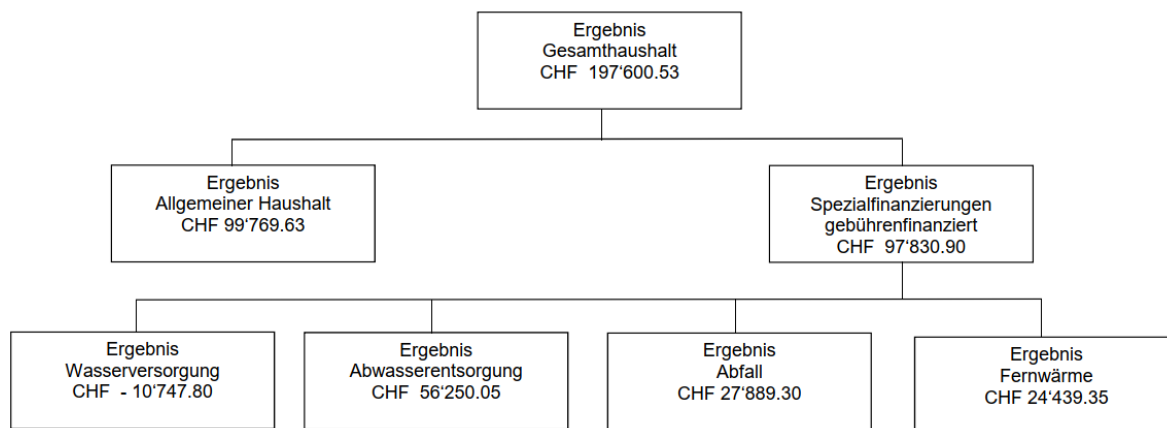 Ergebnis
Gesamthaushalt
CHF  197‘600.53
Ergebnis
Allgemeiner Haushalt
CHF 99‘769.63
Ergebnis
Spezialfinanzierungen
gebührenfinanziert
CHF  97‘830.90
Ergebnis
Wasserversorgung
CHF  - 10‘747.80
Ergebnis
Abwasserentsorgung
CHF  56‘250.05
Ergebnis
Abfall
CHF 27‘889.30
Ergebnis
Fernwärme
CHF 24‘439.35